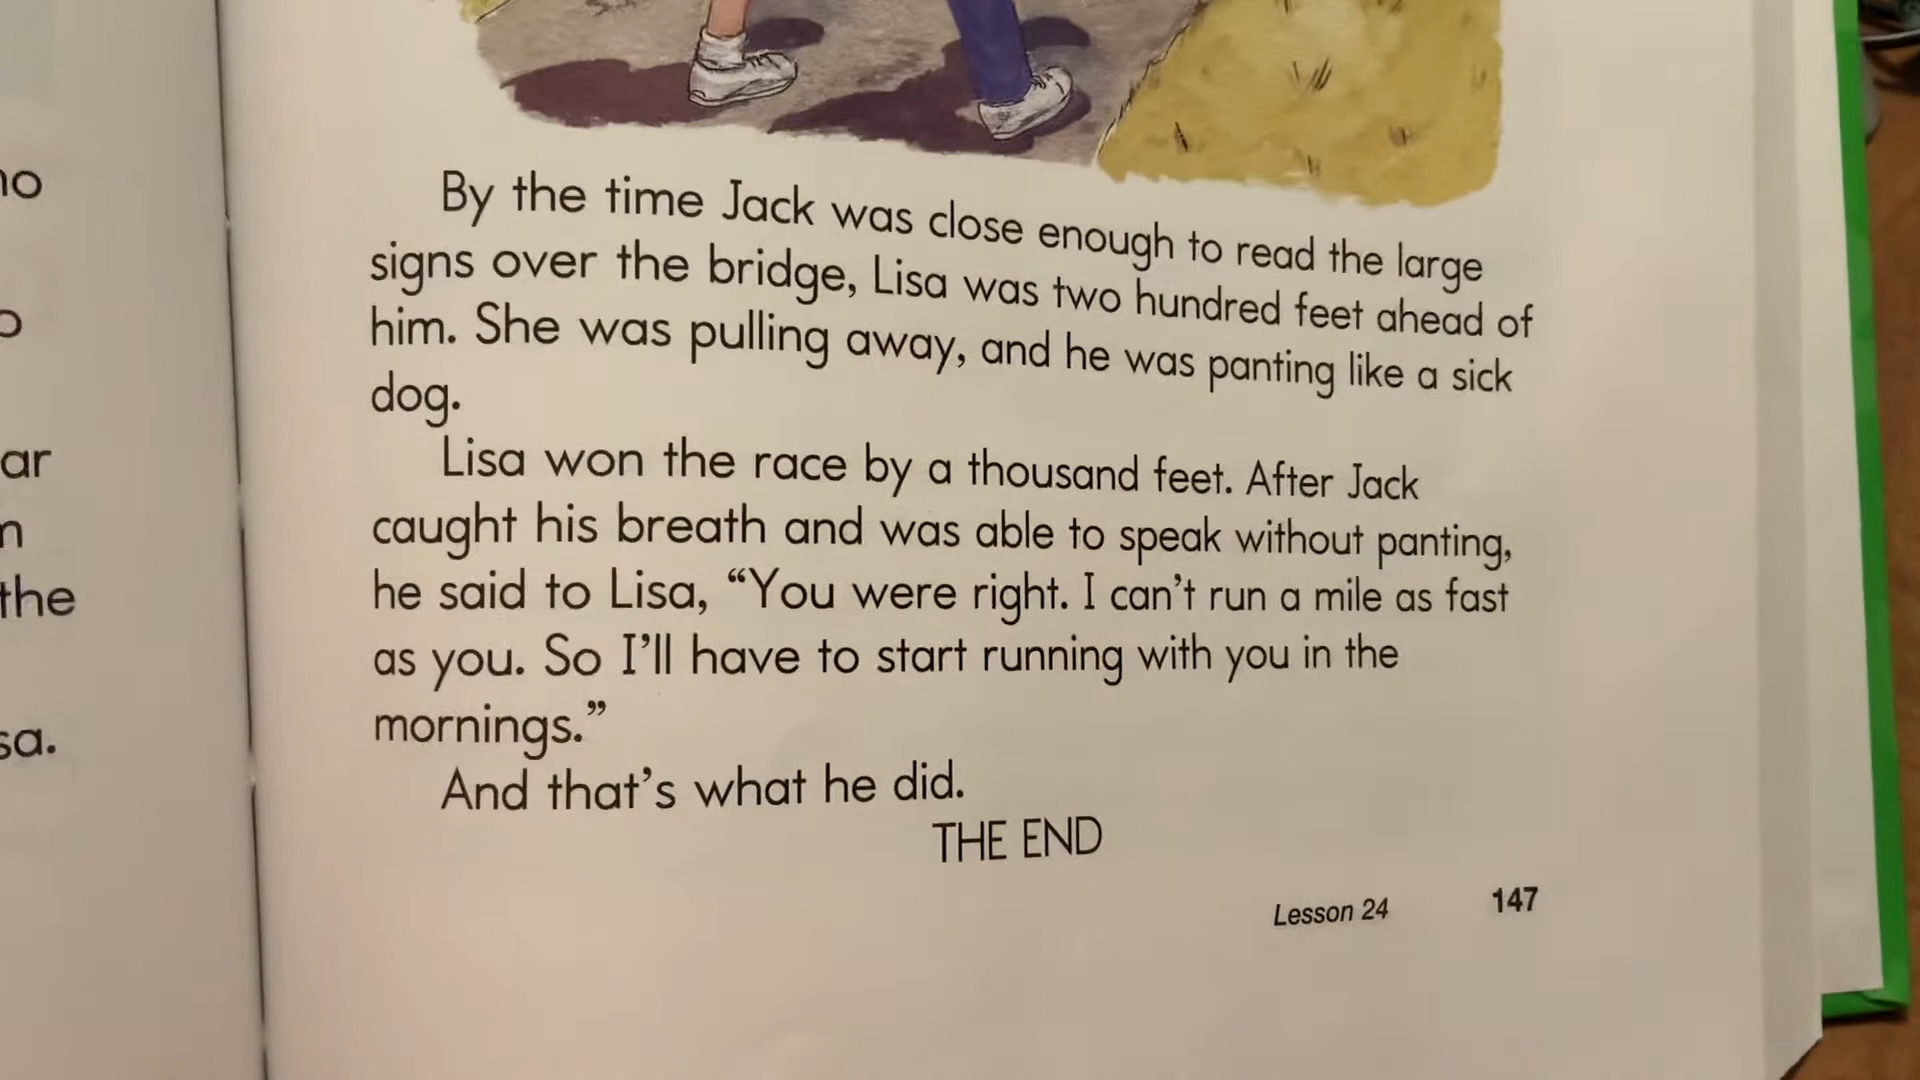 no
ar
the
sa.
By the time Jack was close enough to read the large
signs over the bridge, Lisa was two hundred feet ahead of
him. She was pulling away, and he was panting like a sick
dog.
Lisa won the race by a thousand feet. After Jack
caught his breath and was able to speak without panting,
he said to Lisa, “You were right. I can’t run a mile as fast
as you. So I’ll have to start running with you in the
mornings.”
And that’s what he did.
THE END
Lesson 24 147